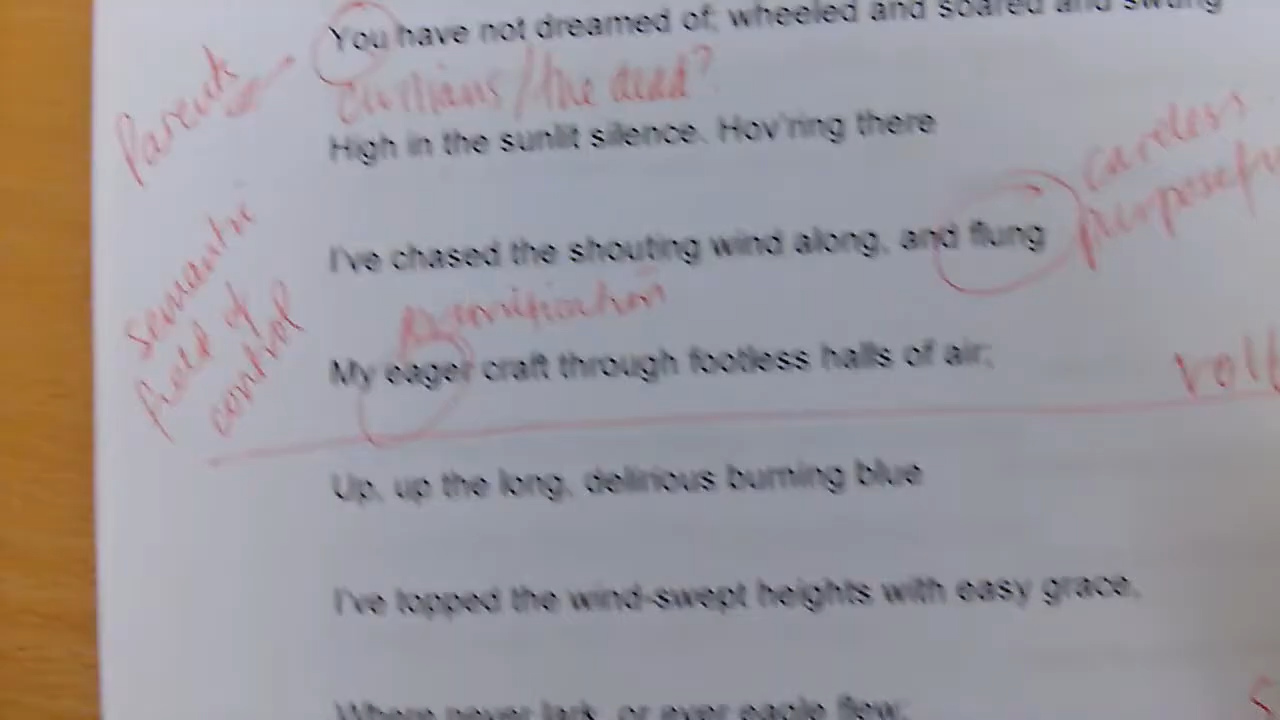 You have not dreamed of; wheeled and soared and swung
Parents
civilians / the dead?
High in the sunlit silence. Hov'ring there
careless
I've chased the shouting wind along, and flung
semantic
field of
control
personification
My eager craft through footless halls of air;
Up, up the long, delirious burning blue
I've topped the wind-swept heights with easy grace,
Where never lark, or ever eagle flew;